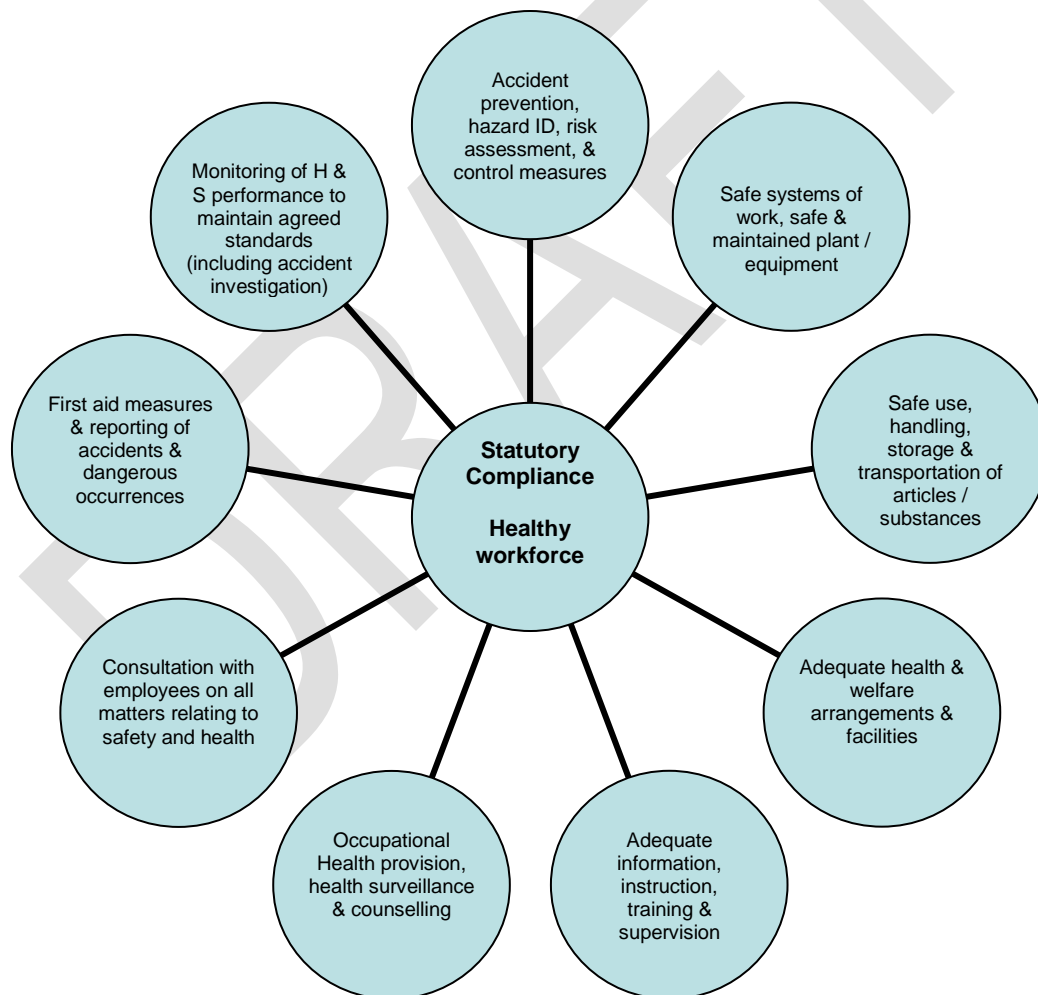 Accident
prevention,
hazard ID, risk
assessment, &
control measures
Safe systems of
work, safe &
maintained plant /
equipment
Safe use,
handling,
storage &
transportation of
articles /
substances
Adequate health &
welfare
arrangements &
facilities
Adequate
information,
instruction,
training &
supervision
Occupational
Health provision,
health surveillance
& counselling
Consultation with
employees on all
matters relating to
safety and health
First aid measures
& reporting of
accidents &
dangerous
occurrences
Monitoring of H &
S performance to
maintain agreed
standards
(including accident
investigation)
Statutory
Compliance
Healthy
workforce
DRAFT